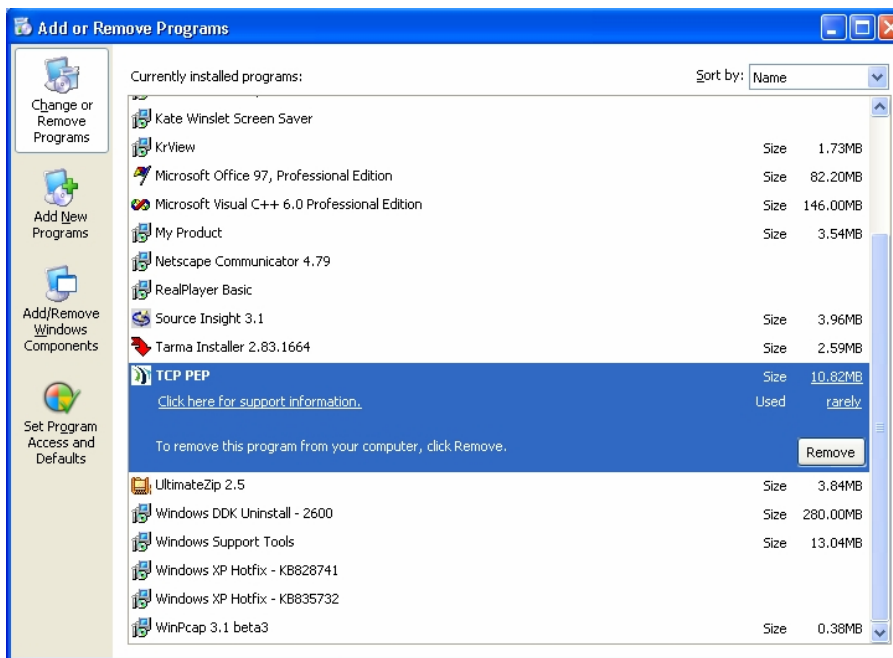 Add or Remove Programs
Change or
Remove
Programs
Add New
Programs
Add/Remove
Windows
Components
Set Program
Access and
Defaults
Currently installed programs:
Sort by: Name
Kate Winslet Screen Saver
KrView Size 1.73MB
Microsoft Office 97, Professional Edition Size 82.20MB
Microsoft Visual C++ 6.0 Professional Edition Size 146.00MB
My Product Size 3.54MB
Netscape Communicator 4.79
RealPlayer Basic
Source Insight 3.1 Size 3.96MB
Tarma Installer 2.83.1664 Size 2.59MB
TCP PEP Size 10.82MB
Click here for support information. Used rarely
To remove this program from your computer, click Remove.
Remove
UltimateZip 2.5 Size 3.84MB
Windows DDK Uninstall - 2600 Size 280.00MB
Windows Support Tools Size 13.04MB
Windows XP Hotfix - KB828741
Windows XP Hotfix - KB835732
WinPcap 3.1 beta3 Size 0.38MB